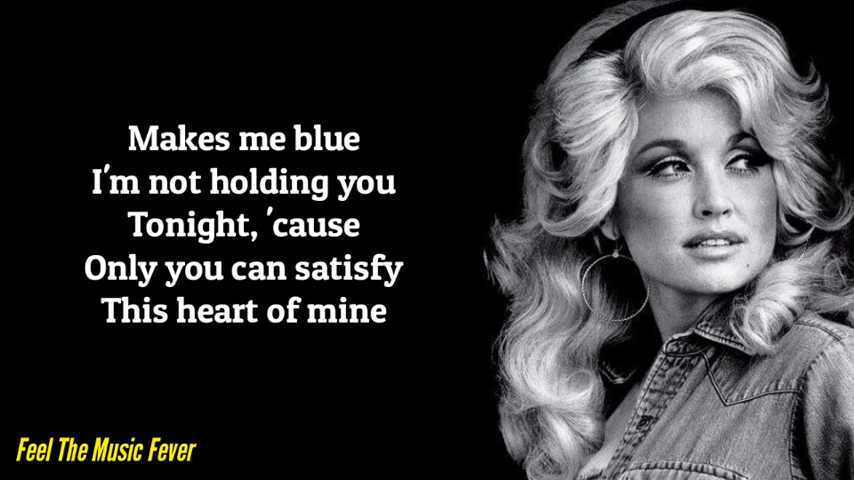 Makes me blue
I'm not holding you
Tonight, 'cause
Only you can satisfy
This heart of mine
Feel The Music Fever